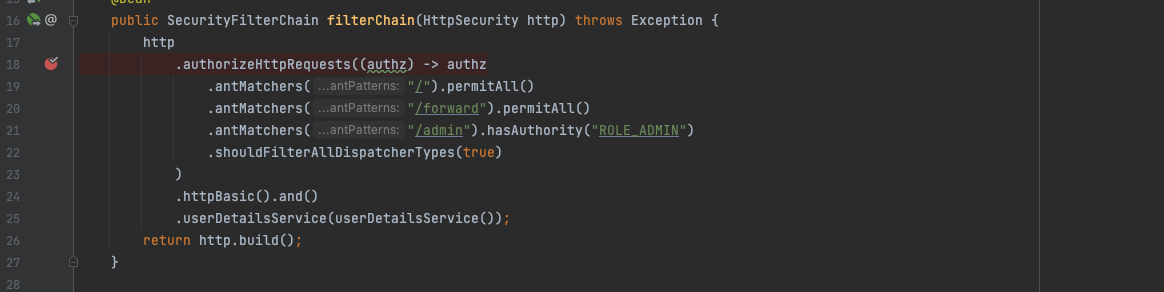 @Bean
16 @ public SecurityFilterChain filterChain(HttpSecurity http) throws Exception {
17 http
18 .authorizeHttpRequests((authz) -> authz
19 .antMatchers( ...antPatterns: "/").permitAll()
20 .antMatchers( ...antPatterns: "/forward").permitAll()
21 .antMatchers( ...antPatterns: "/admin").hasAuthority("ROLE_ADMIN")
22 .shouldFilterAllDispatcherTypes(true)
23 )
24 .httpBasic().and()
25 .userDetailsService(userDetailsService());
26 return http.build();
27 }
28